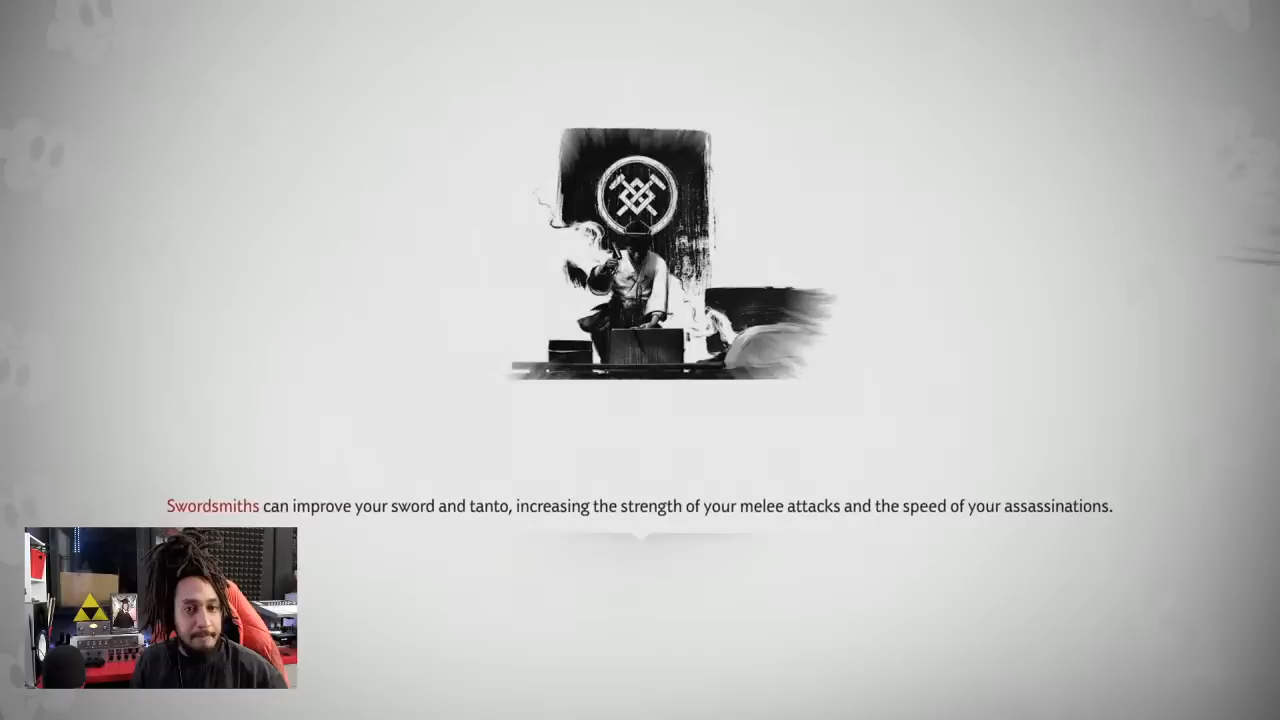 Swordsmiths can improve your sword and tanto, increasing the strength of your melee attacks and the speed of your assassinations.